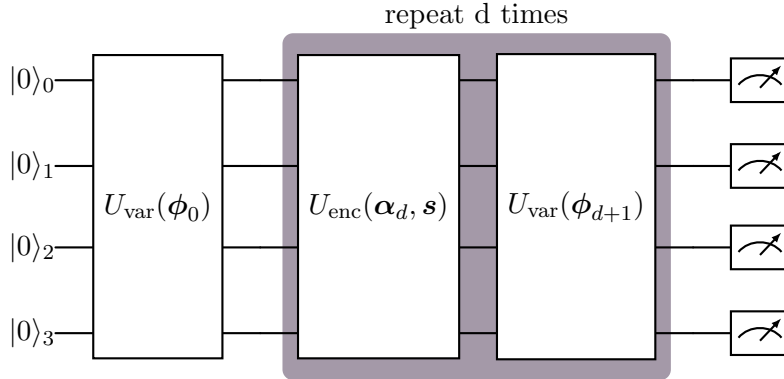 repeat d times
|0⟩₀
|0⟩₁
|0⟩₂
|0⟩₃
U_var(ϕ₀)
U_enc(α_d, s)
U_var(ϕ_{d+1})